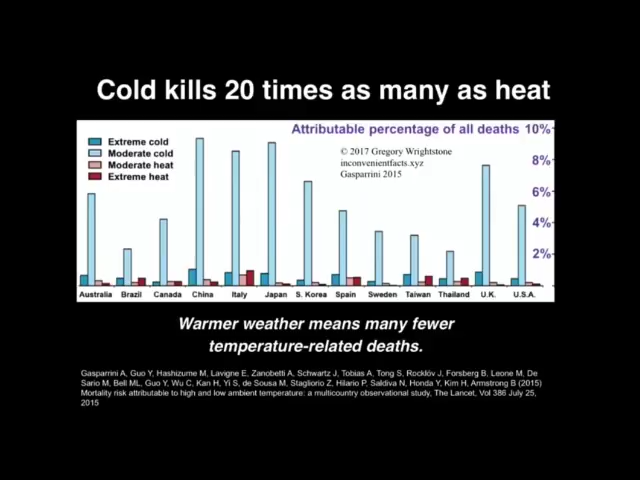 Cold kills 20 times as many as heat
Attributable percentage of all deaths 10%
Extreme cold
Moderate cold
Moderate heat
Extreme heat
© 2017 Gregory Wrightstone
inconvenientfacts.xyz
Gasparrini 2015
8%
6%
4%
2%
Australia Brazil Canada China Italy Japan S. Korea Spain Sweden Taiwan Thailand U.K. U.S.A.
Warmer weather means many fewer
temperature-related deaths.
Gasparrini A, Guo Y, Hashizume M, Lavigne E, Zanobetti A, Schwartz J, Tobias A, Tong S, Rocklöv J, Forsberg B, Leone M, De
Sario M, Bell ML, Guo Y, Wu C, Kan H, Yi S, de Sousa M, Stagliorio Z, Hilario P, Saldiva N, Honda Y, Kim H, Armstrong B (2015)
Mortality risk attributable to high and low ambient temperature: a multicountry observational study, The Lancet, Vol 386 July 25,
2015